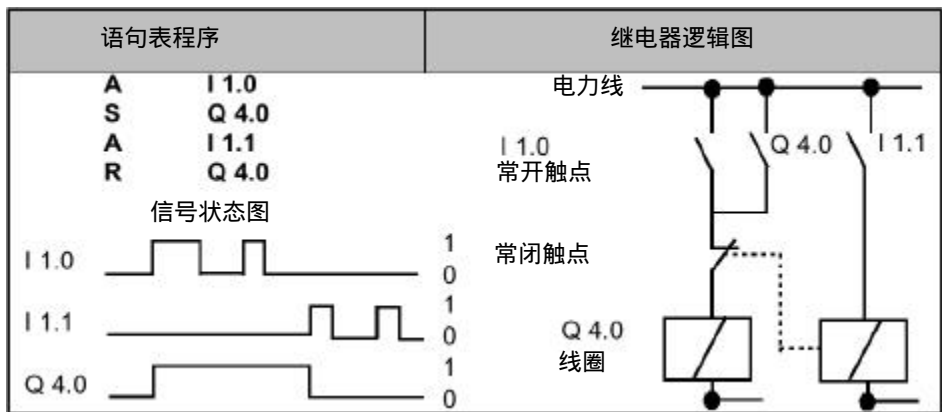 语句表程序
继电器逻辑图
A I 1.0
S Q 4.0
A I 1.1
R Q 4.0
信号状态图
I 1.0
1
0
I 1.1
1
0
Q 4.0
1
0
电力线
I 1.0
常开触点
Q 4.0
I 1.1
常闭触点
Q 4.0
线圈